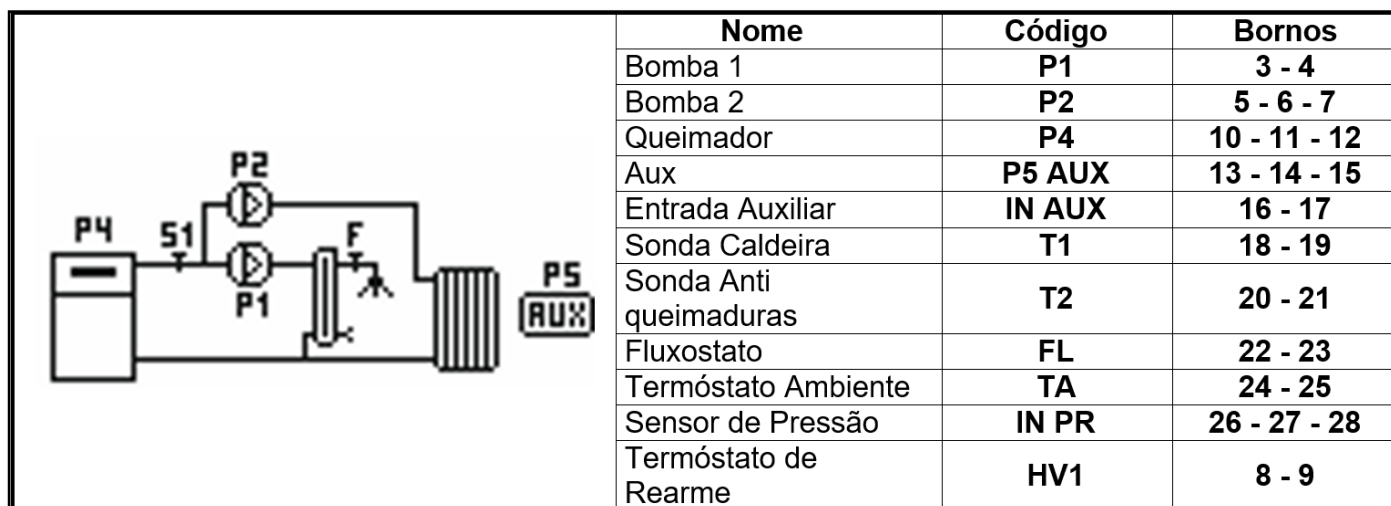 P2
P4
S1
F
P1
P5
AUX
Nome Código Bornos
Bomba 1 P1 3 - 4
Bomba 2 P2 5 - 6 - 7
Queimador P4 10 - 11 - 12
Aux P5 AUX 13 - 14 - 15
Entrada Auxiliar IN AUX 16 - 17
Sonda Caldeira T1 18 - 19
Sonda Anti
queimaduras T2 20 - 21
Fluxostato FL 22 - 23
Termóstato Ambiente TA 24 - 25
Sensor de Pressão IN PR 26 - 27 - 28
Termóstato de
Rearme HV1 8 - 9